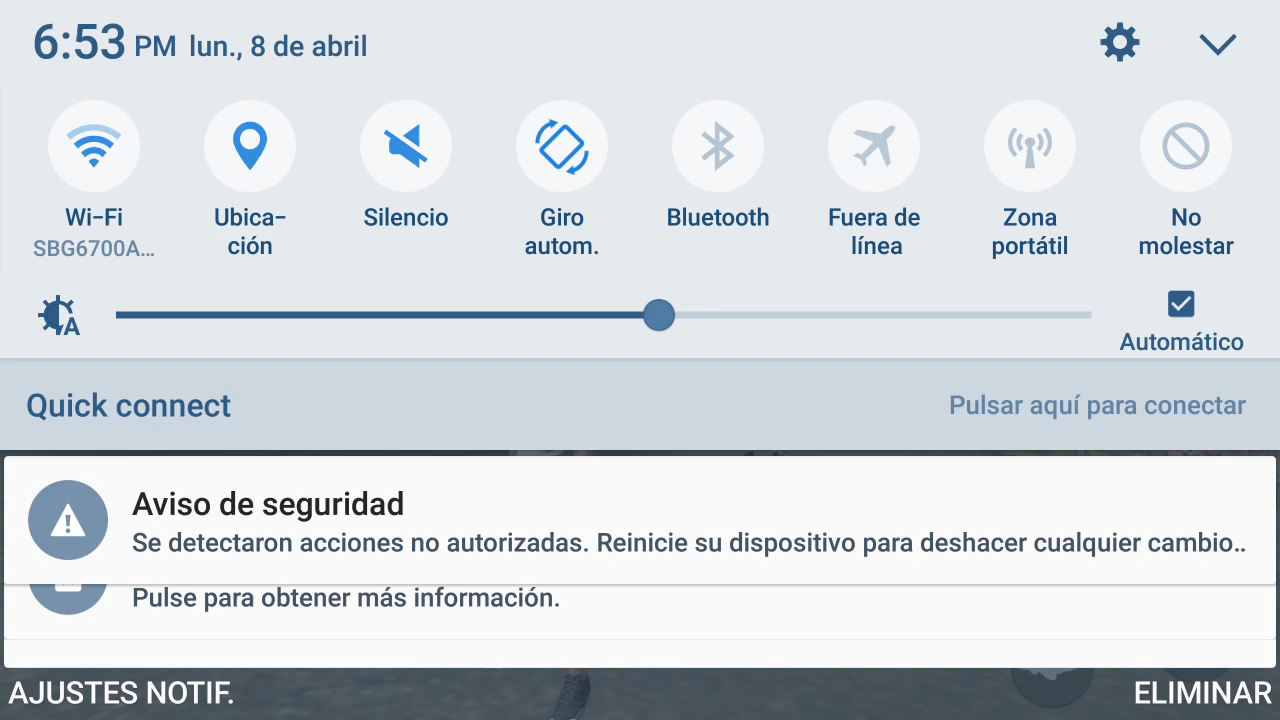 6:53 PM lun., 8 de abril
Wi-Fi
SBG6700A...
Ubica-
ción
Silencio
Giro
autom.
Bluetooth
Fuera de
línea
Zona
portátil
No
molestar
A
Automático
Quick connect
Pulsar aquí para conectar
Aviso de seguridad
Se detectaron acciones no autorizadas. Reinicie su dispositivo para deshacer cualquier cambio..
Pulse para obtener más información.
AJUSTES NOTIF.
ELIMINAR